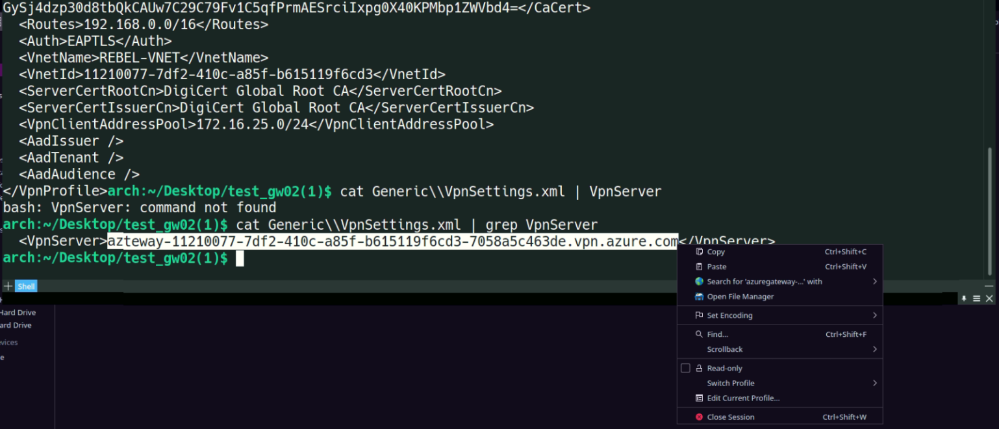 GySj4dzp30d8tbQkCAUw7C29C79Fv1C5qfPrmAESrciIxpg0X40KPMbp1ZWVbd4=</CaCert>
<Routes>192.168.0.0/16</Routes>
<Auth>EAPTLS</Auth>
<VnetName>REBEL-VNET</VnetName>
<VnetId>11210077-7df2-410c-a85f-b615119f6cd3</VnetId>
<ServerCertRootCn>DigiCert Global Root CA</ServerCertRootCn>
<ServerCertIssuerCn>DigiCert Global Root CA</ServerCertIssuerCn>
<VpnClientAddressPool>172.16.25.0/24</VpnClientAddressPool>
<AadIssuer />
<AadTenant />
<AadAudience />
</VpnProfile>arch:~/Desktop/test_gw02(1)$ cat Generic\\VpnSettings.xml | VpnServer
bash: VpnServer: command not found
arch:~/Desktop/test_gw02(1)$ cat Generic\\VpnSettings.xml | grep VpnServer
<VpnServer>azteway-11210077-7df2-410c-a85f-b615119f6cd3-7058a5c463de.vpn.azure.com</VpnServer>
arch:~/Desktop/test_gw02(1)$
Copy Ctrl+Shift+C
Paste Ctrl+Shift+V
Search for 'azuregateway-...' with
Open File Manager
Set Encoding
Find... Ctrl+Shift+F
Scrollback
Read-only
Switch Profile
Edit Current Profile...
Close Session Ctrl+Shift+W
Shell
Hard Drive
ard Drive
vices
e